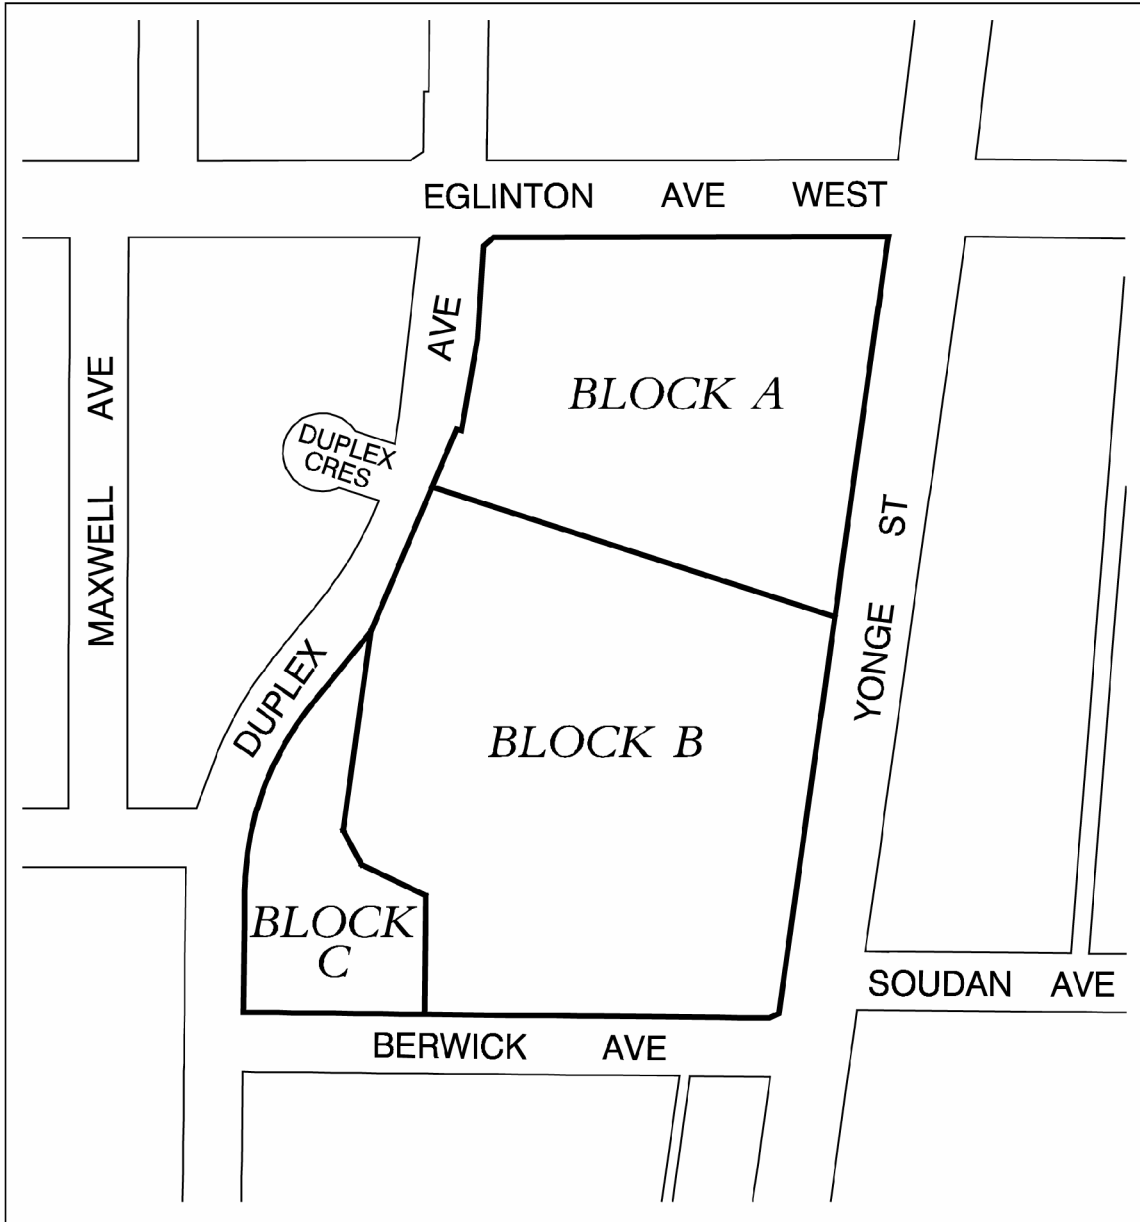 EGLINTON AVE WEST
AVE
BLOCK A
MAXWELL AVE
DUPLEX
CRES
YONGE ST
DUPLEX
BLOCK B
BLOCK
C
SOUDAN AVE
BERWICK AVE